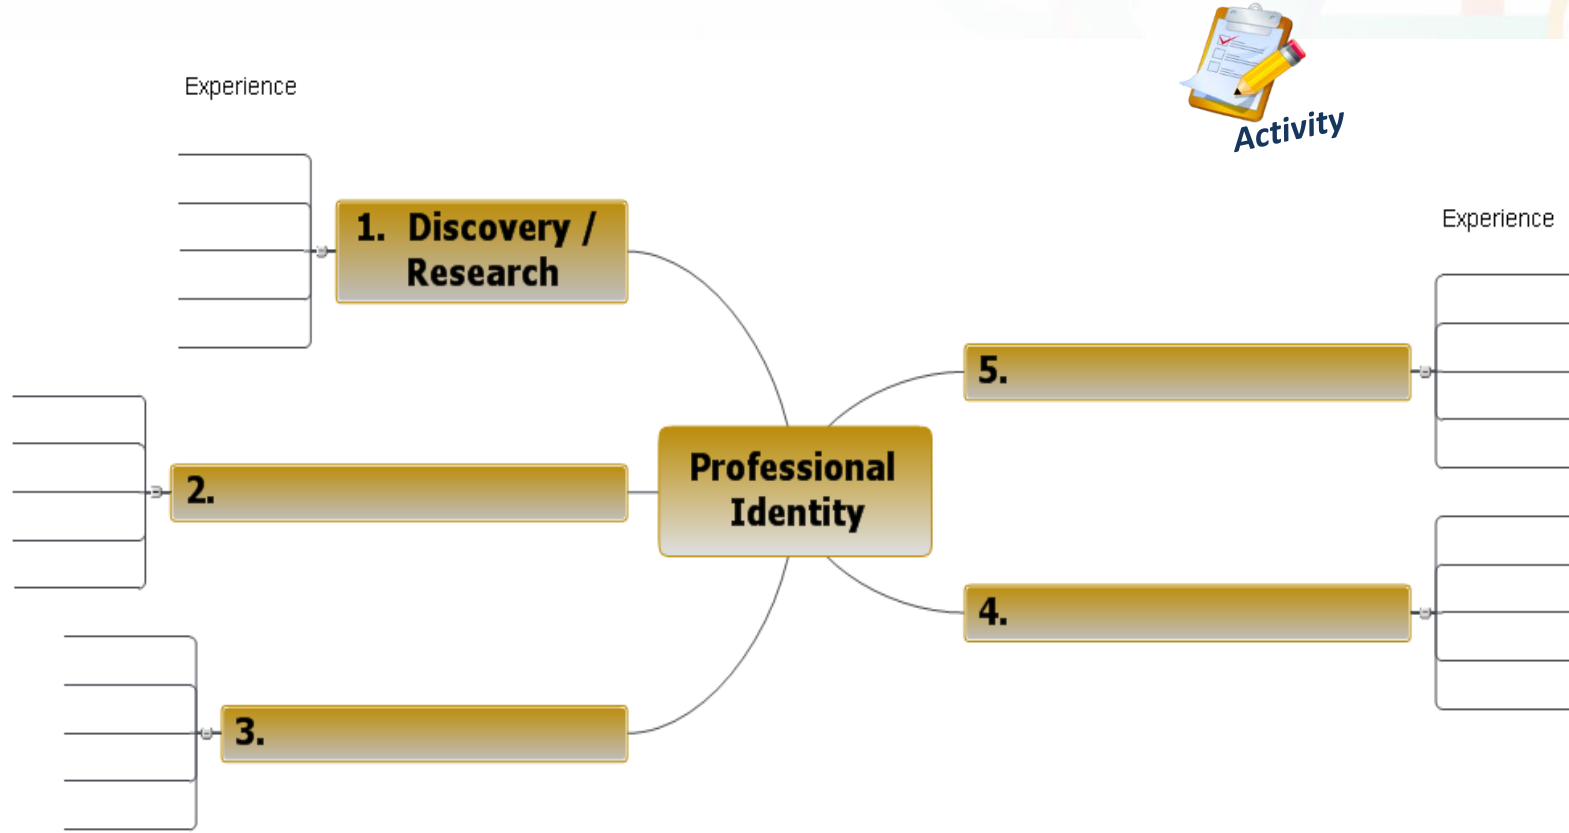 Activity
Experience
1. Discovery /
Research
Experience
5.
Professional
Identity
2.
4.
3.